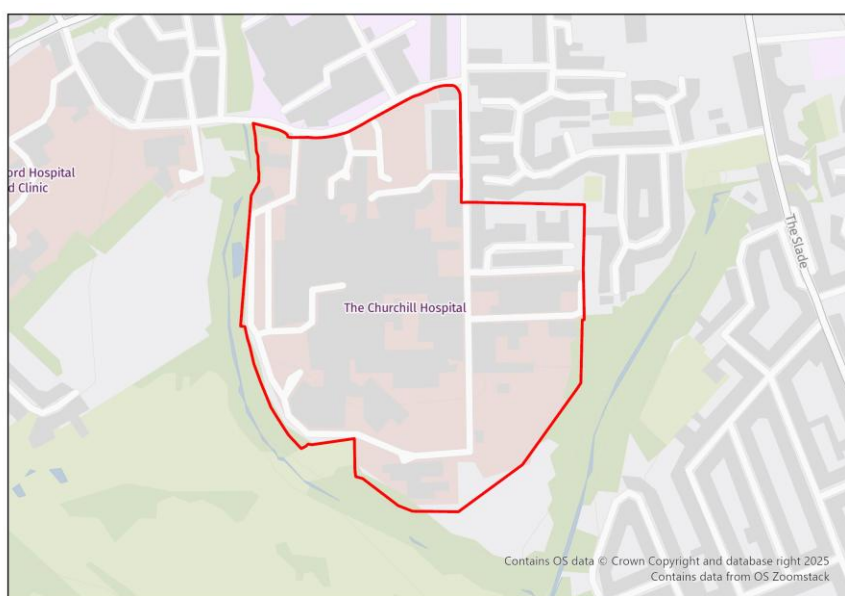 ord Hospital
d Clinic
The Churchill Hospital
The Slade
Contains OS data © Crown Copyright and database right 2025
Contains data from OS Zoomstack